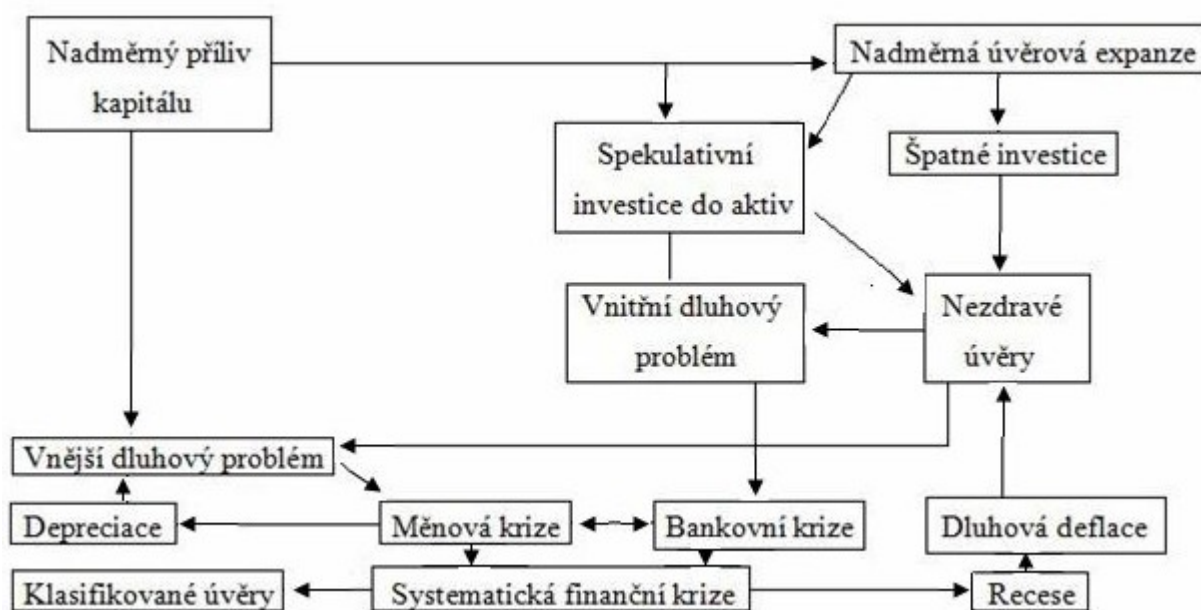 Nadměrný příliv
kapitálu
Nadměrná úvěrová expanze
Spekulativní
investice do aktiv
Špatné investice
Vnitřní dluhový
problém
Nezdravé
úvěry
Vnější dluhový problém
Depreciace
Měnová krize
Bankovní krize
Dluhová deflace
Klasifikované úvěry
Systematická finanční krize
Recese